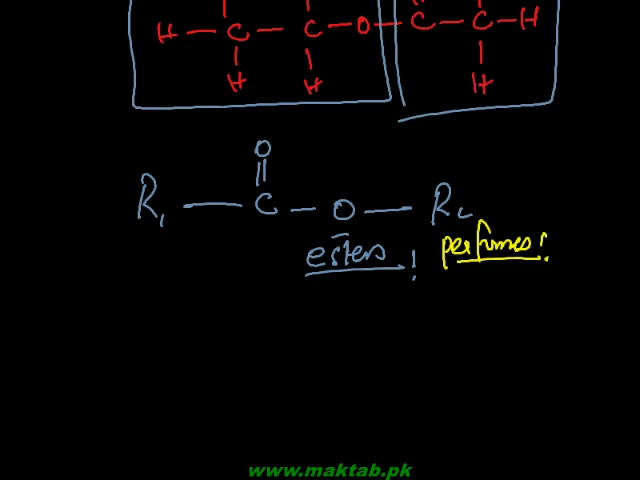 H — C — C — O — C — C — H
H H H
O
R₁ — C — O — R₂
esters! perfumes!
www.maktab.pk